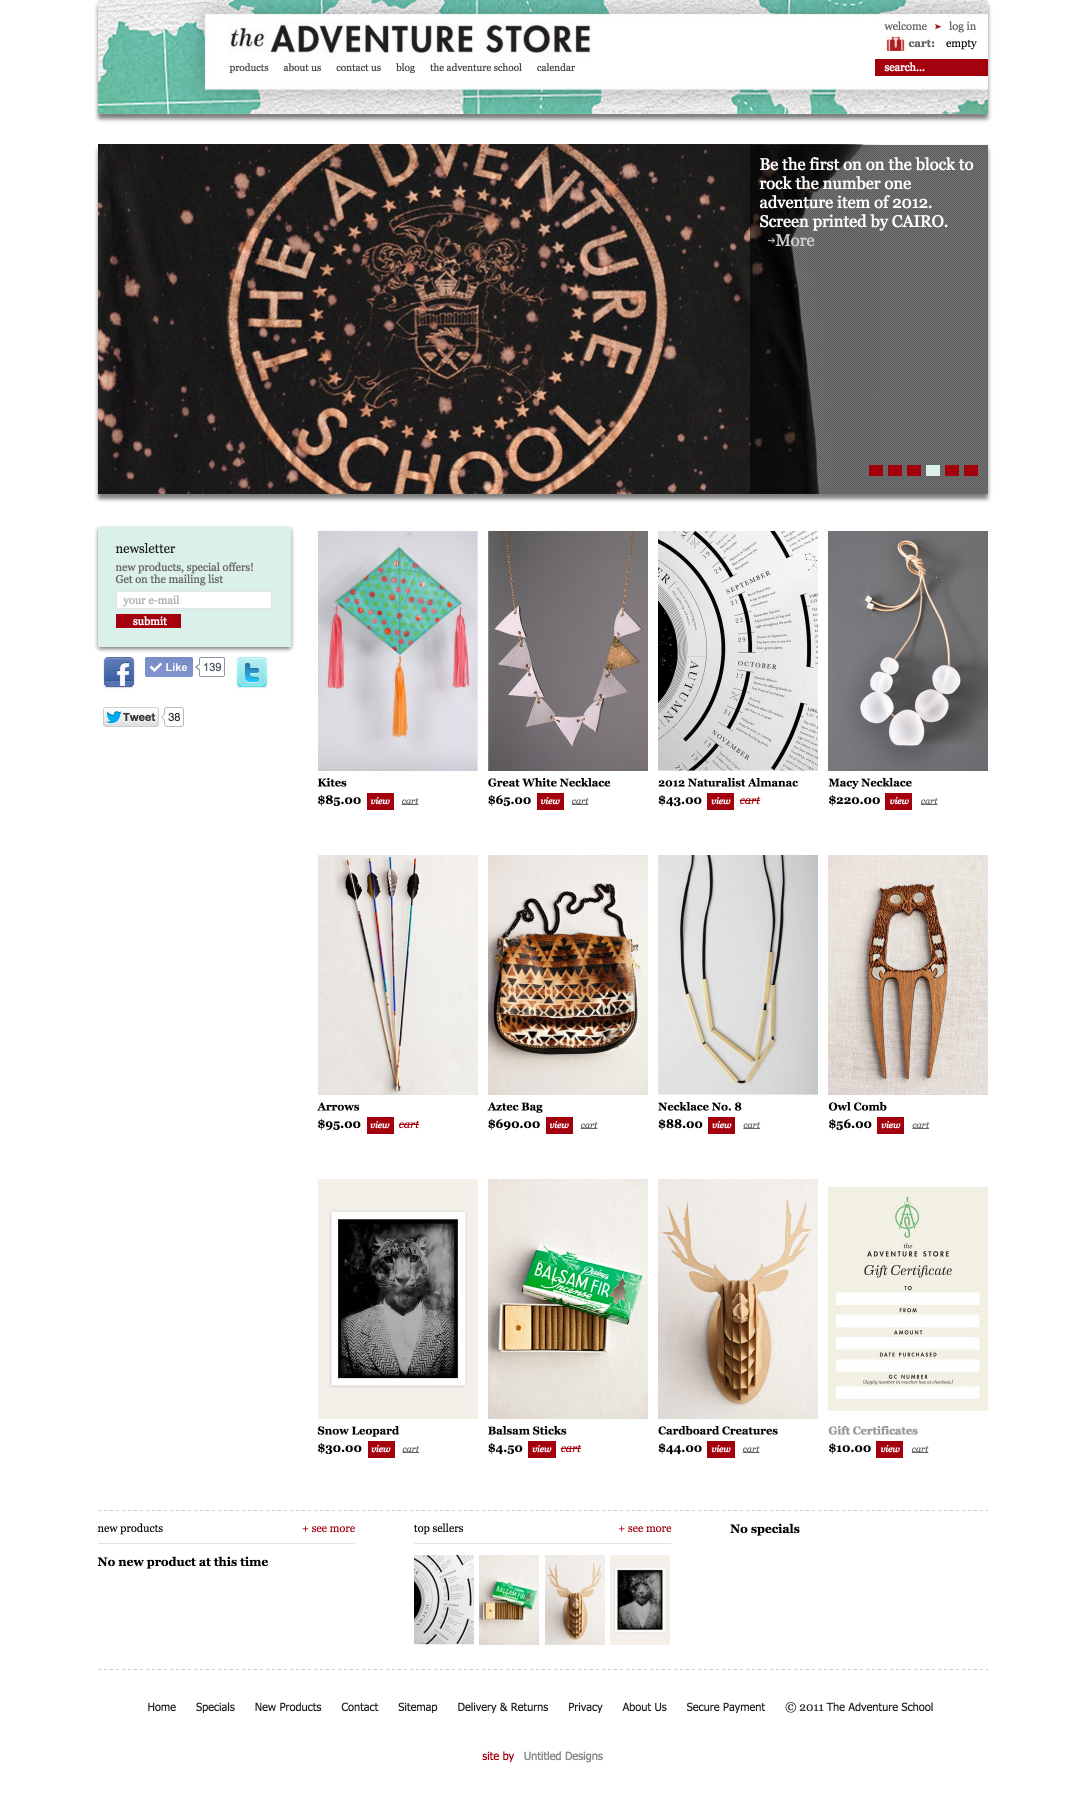 the ADVENTURE STORE
welcome ➤ log in
cart: empty
products about us contact us blog the adventure school calendar
search...
THE ADVENTURE SCHOOL
Be the first on on the block to
rock the number one
adventure item of 2012.
Screen printed by CAIRO.
→More
newsletter
new products, special offers!
Get on the mailing list
your e-mail
submit
Like 139
Tweet 38
SEPTEMBER
OCTOBER
NOVEMBER
AUTUMN
Kites
$85.00 view cart
Great White Necklace
$65.00 view cart
2012 Naturalist Almanac
$43.00 view cart
Macy Necklace
$220.00 view cart
Arrows
$95.00 view cart
Aztec Bag
$690.00 view cart
Necklace No. 8
$88.00 view cart
Owl Comb
$56.00 view cart
BALSAM FIR
Incense
the
ADVENTURE STORE
Gift Certificate
TO
FROM
AMOUNT
DATE PURCHASED
GC NUMBER
Snow Leopard
$30.00 view cart
Balsam Sticks
$4.50 view cart
Cardboard Creatures
$44.00 view cart
Gift Certificates
$10.00 view cart
new products + see more
No new product at this time
top sellers + see more
BALSAM FIR
No specials
Home Specials New Products Contact Sitemap Delivery & Returns Privacy About Us Secure Payment © 2011 The Adventure School
site by Untitled Designs